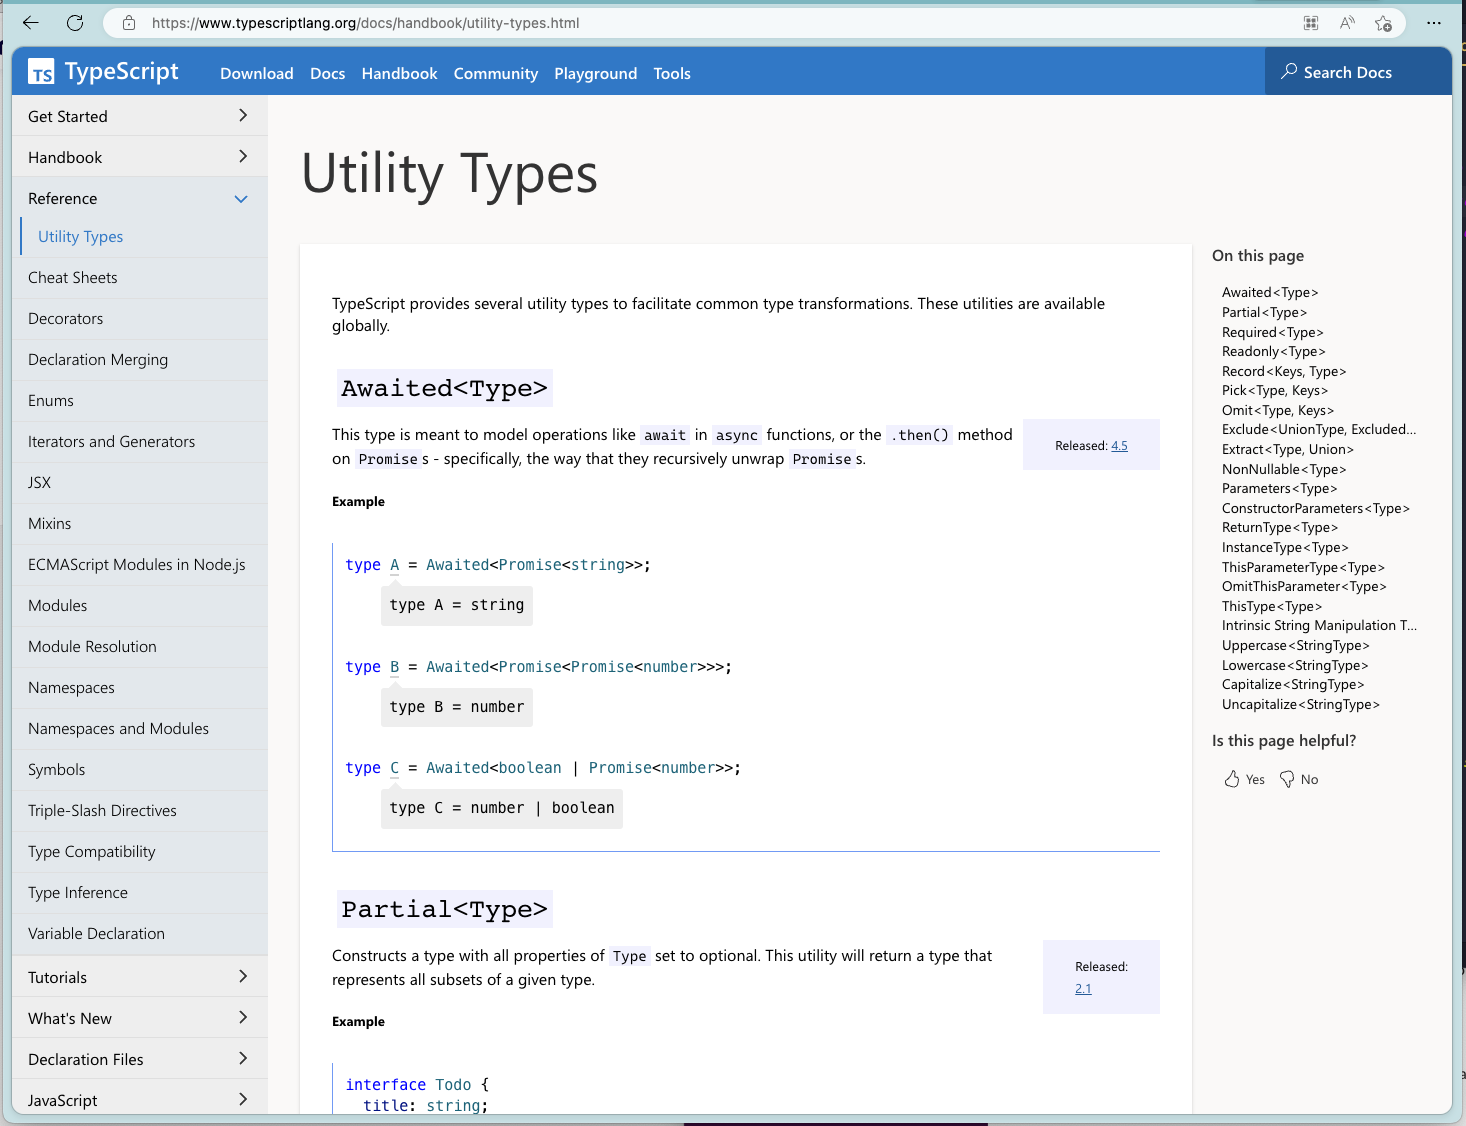 https://www.typescriptlang.org/docs/handbook/utility-types.html
TS TypeScript
Download Docs Handbook Community Playground Tools
Search Docs
Get Started
Handbook
Reference
Utility Types
Cheat Sheets
Decorators
Declaration Merging
Enums
Iterators and Generators
JSX
Mixins
ECMAScript Modules in Node.js
Modules
Module Resolution
Namespaces
Namespaces and Modules
Symbols
Triple-Slash Directives
Type Compatibility
Type Inference
Variable Declaration
Tutorials
What's New
Declaration Files
JavaScript
Utility Types
TypeScript provides several utility types to facilitate common type transformations. These utilities are available
globally.
Awaited<Type>
This type is meant to model operations like await in async functions, or the .then() method
on Promise s - specifically, the way that they recursively unwrap Promise s.
Released: 4.5
Example
type A = Awaited<Promise<string>>;
type A = string
type B = Awaited<Promise<Promise<number>>>;
type B = number
type C = Awaited<boolean | Promise<number>>;
type C = number | boolean
Partial<Type>
Constructs a type with all properties of Type set to optional. This utility will return a type that
represents all subsets of a given type.
Released:
2.1
Example
interface Todo {
title: string;
On this page
Awaited<Type>
Partial<Type>
Required<Type>
Readonly<Type>
Record<Keys, Type>
Pick<Type, Keys>
Omit<Type, Keys>
Exclude<UnionType, Excluded...
Extract<Type, Union>
NonNullable<Type>
Parameters<Type>
ConstructorParameters<Type>
ReturnType<Type>
InstanceType<Type>
ThisParameterType<Type>
OmitThisParameter<Type>
ThisType<Type>
Intrinsic String Manipulation T...
Uppercase<StringType>
Lowercase<StringType>
Capitalize<StringType>
Uncapitalize<StringType>
Is this page helpful?
Yes No